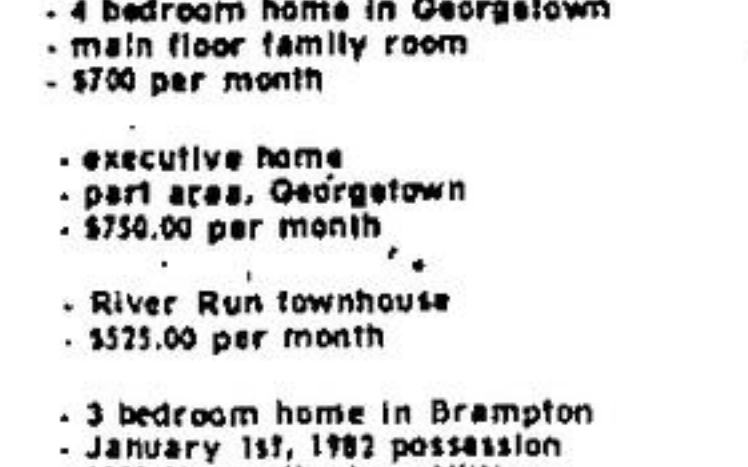 - 4 bedroom home in Georgetown
- main floor family room
- $700 per month
- executive home
- part area, Georgetown
- $750.00 per month
- River Run townhouse
- $525.00 per month
- 3 bedroom home in Brampton
- January 1st, 1982 possession